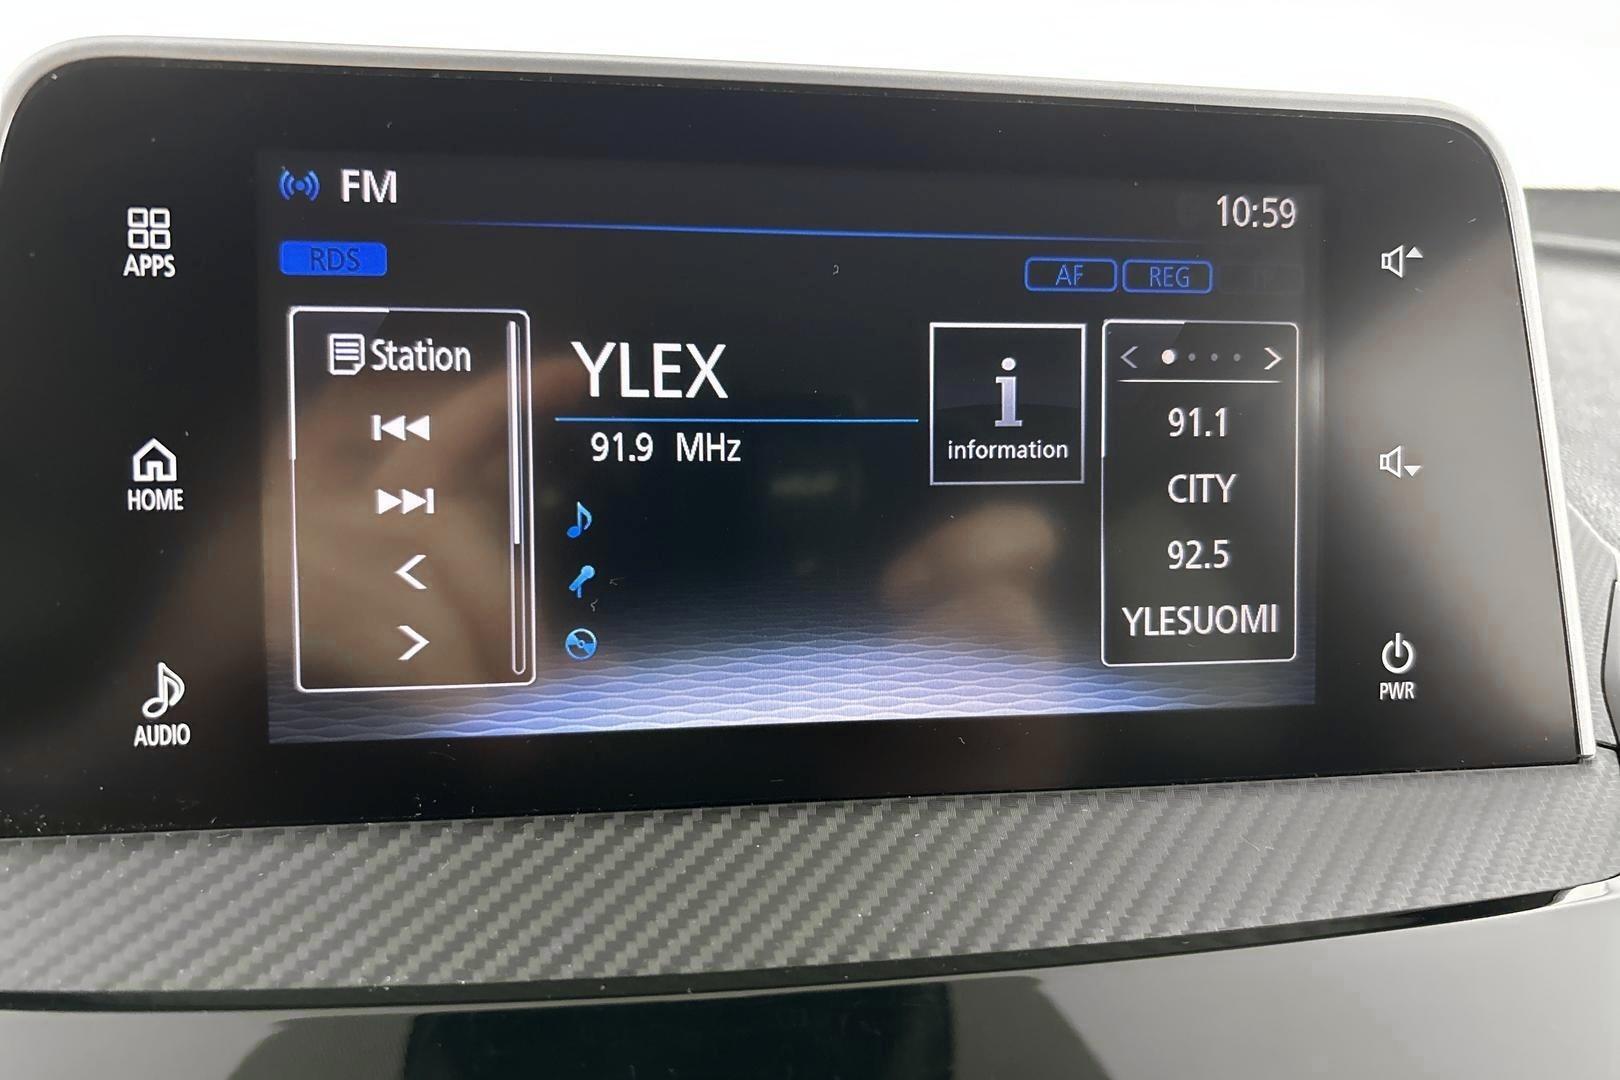 FM
10:59
RDS
AF
REG
TP
APPS
Station
YLEX
91.9 MHz
information
91.1
CITY
92.5
YLESUOMI
HOME
AUDIO
PWR